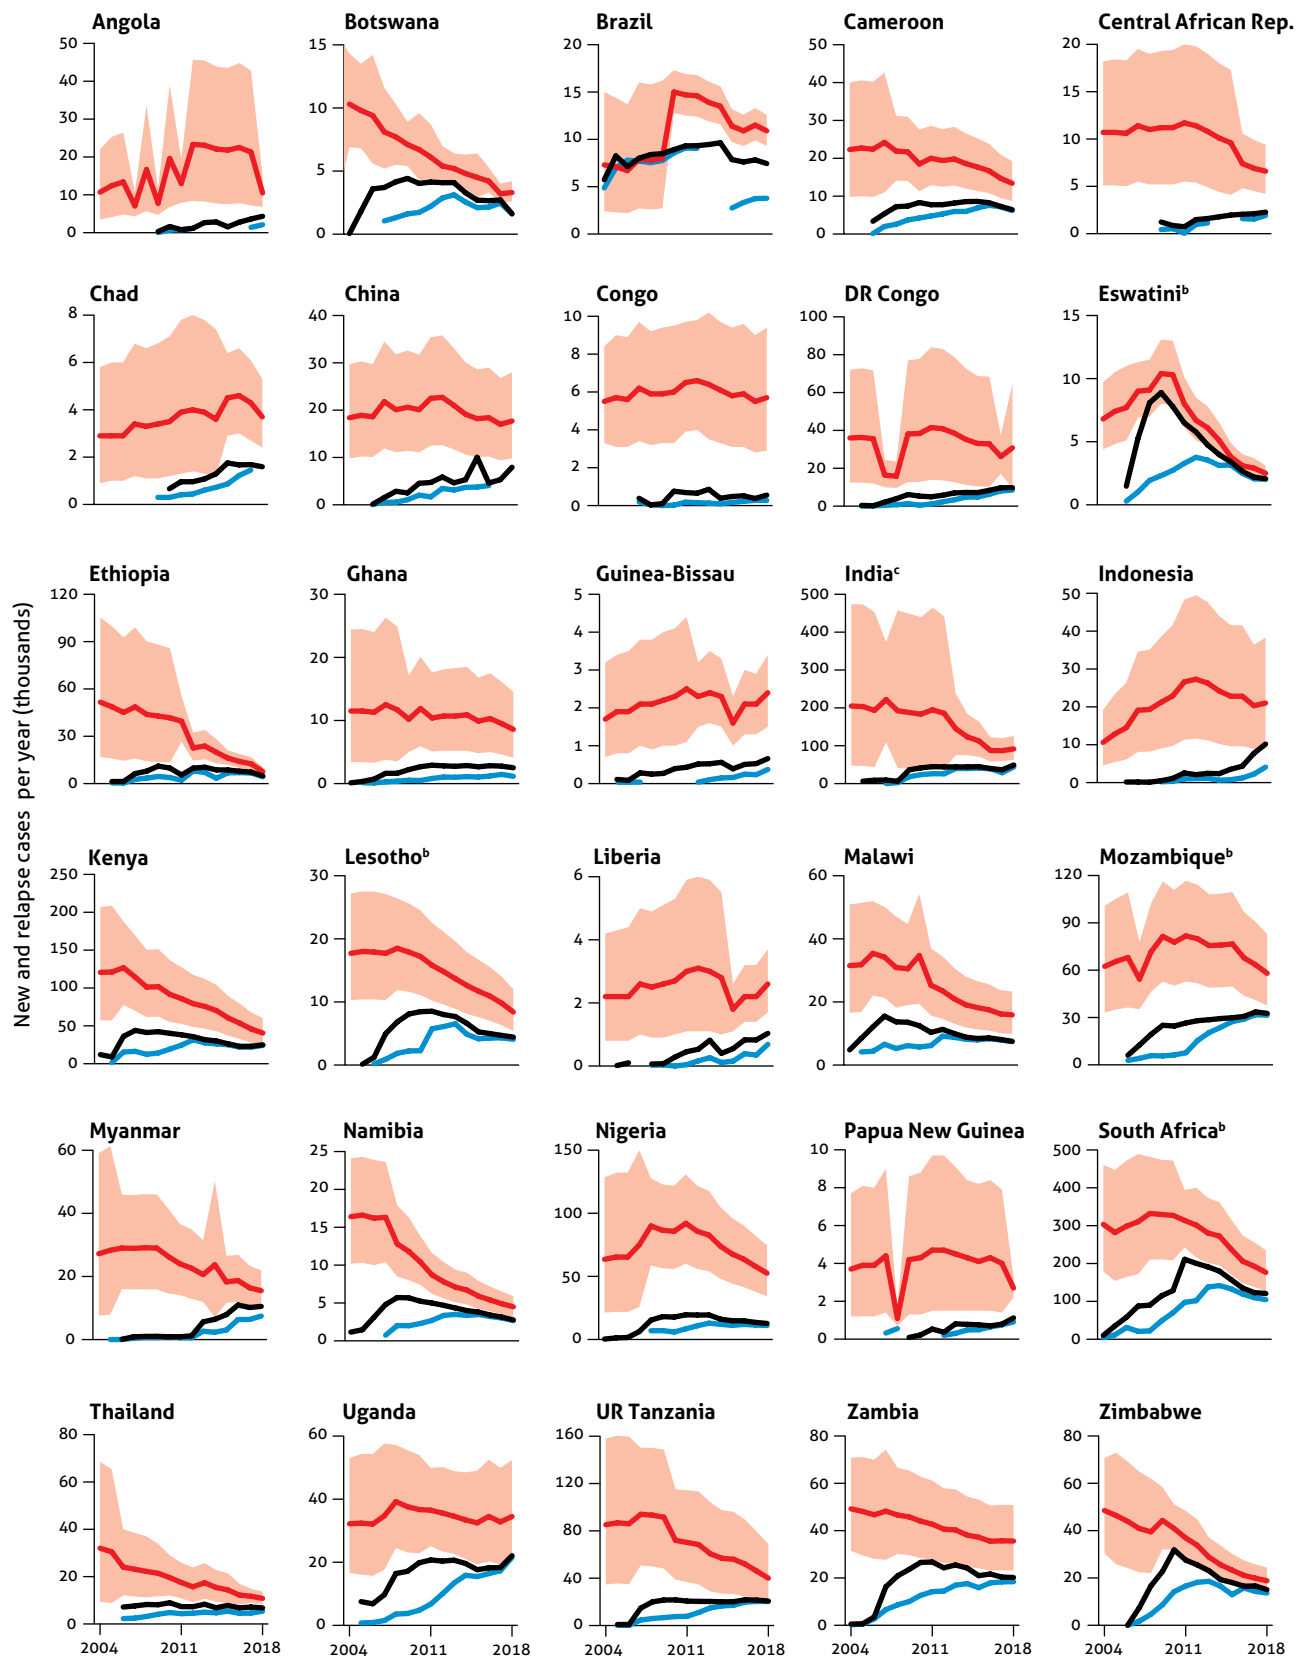 New and relapse cases per year (thousands)
Angola Botswana Brazil Cameroon Central African Rep.
50 15 20 50 20
40
15 40 15
30 10
30
10 10
20 5 20
5 5
10 10
0 0 0 0 0
Chad China Congo DR Congo Eswatiniᵇ
8 40 10 100 15
8 80
6 30
10
6 60
4 20
4 40
5
2 10 2 20
0 0 0 0 0
Ethiopia Ghana Guinea-Bissau Indiaᶜ Indonesia
120 30 5 500 50
90 4 400 40
20
3 300 30
60
2 200 20
10
30 1 100 10
0 0 0 0 0
Kenya Lesothoᵇ Liberia Malawi Mozambiqueᵇ
250 30 6 60 120
200 90
20 4 40
150
60
100
10 2 20
50 30
0 0 0 0 0
Myanmar Namibia Nigeria Papua New Guinea South Africaᵇ
60 25 150 10 500
20 8 400
40 100
15 6 300
10 4 200
20 50
5 2 100
0 0 0 0 0
Thailand Uganda UR Tanzania Zambia Zimbabwe
80 60 160 80 80
60 120 60 60
40
40 80 40 40
20
20 40 20 20
0 0 0 0 0
2004 2011 2018 2004 2011 2018 2004 2011 2018 2004 2011 2018 2004 2011 2018